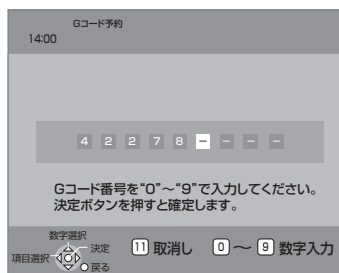 Gコード予約
14:00
4 2 2 7 8 - - - -
Gコード番号を“0”～“9”で入力してください。
決定ボタンを押すと確定します。
数字選択
項目選択 決定 11 取消し 0 ～ 9 数字入力
戻る